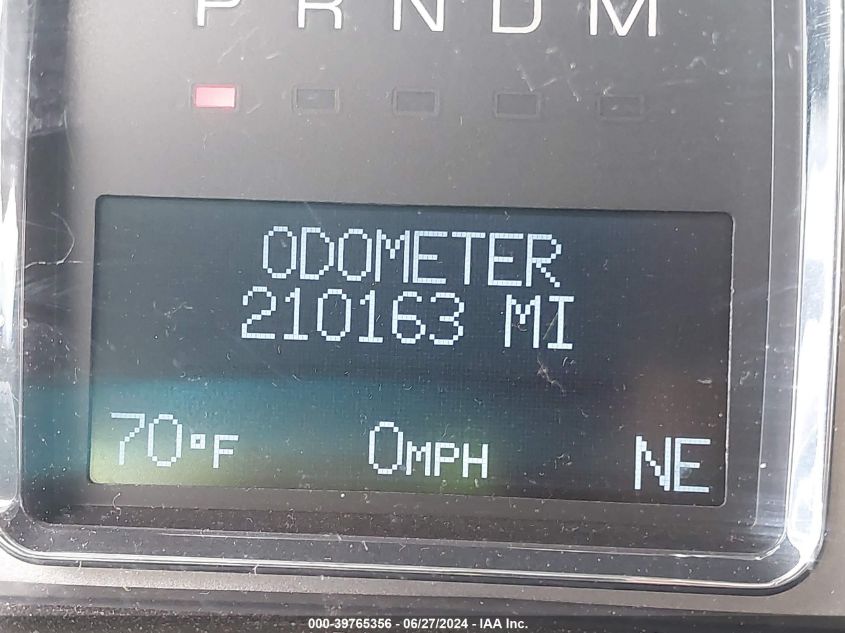 P R N D M
ODOMETER
210163 MI
70°F 0MPH NE
000-39765356 - 06/27/2024 - IAA Inc.